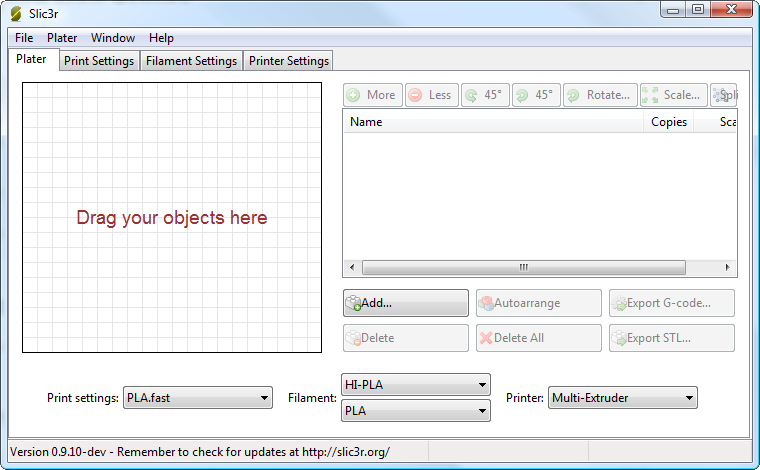 Slic3r
File Plater Window Help
Plater Print Settings Filament Settings Printer Settings
More Less 45° 45° Rotate... Scale... Spli
Name Copies Sca
Drag your objects here
Add... Autoarrange Export G-code...
Delete Delete All Export STL...
Print settings: PLA.fast Filament: HI-PLA Printer: Multi-Extruder
PLA
Version 0.9.10-dev - Remember to check for updates at http://slic3r.org/